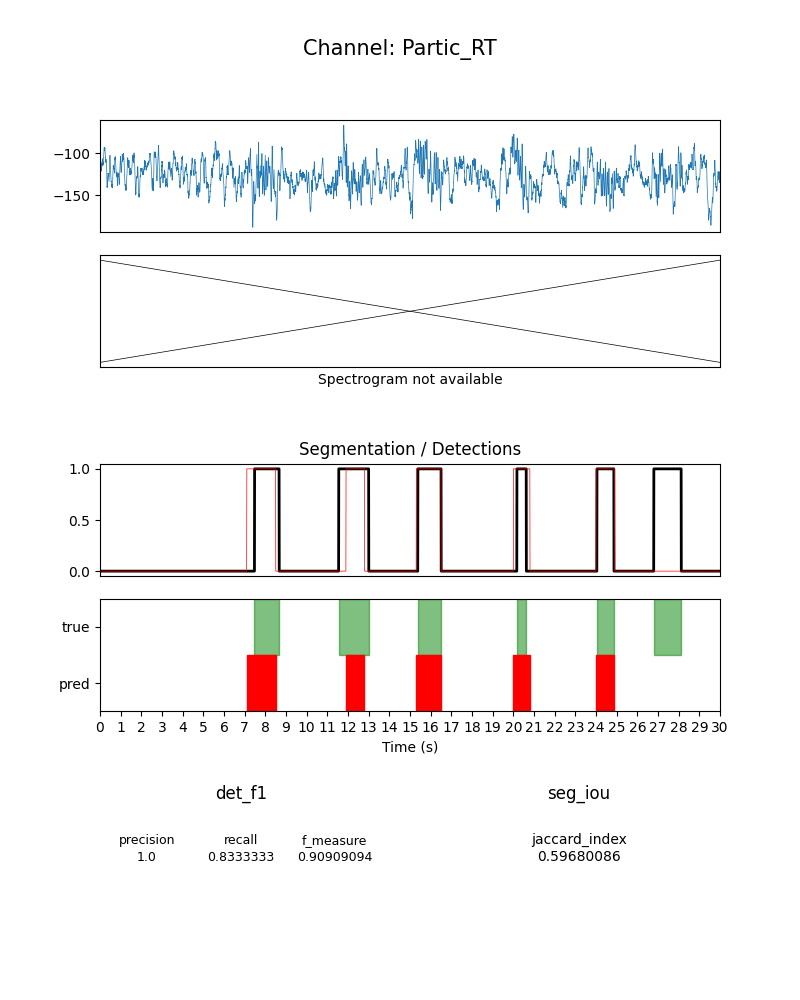 Channel: Partic_RT
−100
−150
Spectrogram not available
Segmentation / Detections
1.0
0.5
0.0
true
pred
0 1 2 3 4 5 6 7 8 9 10 11 12 13 14 15 16 17 18 19 20 21 22 23 24 25 26 27 28 29 30
Time (s)
det_f1 seg_iou
precision recall f_measure jaccard_index
1.0 0.8333333 0.90909094 0.59680086